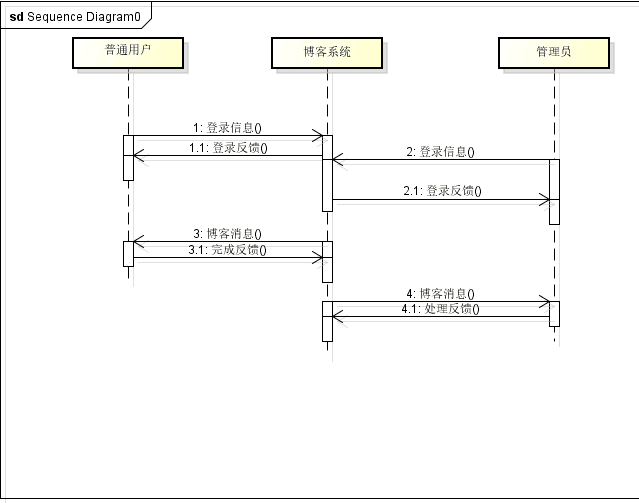 sd Sequence Diagram0
普通用户
博客系统
管理员
1: 登录信息()
1.1: 登录反馈()
2: 登录信息()
2.1: 登录反馈()
3: 博客消息()
3.1: 完成反馈()
4: 博客消息()
4.1: 处理反馈()